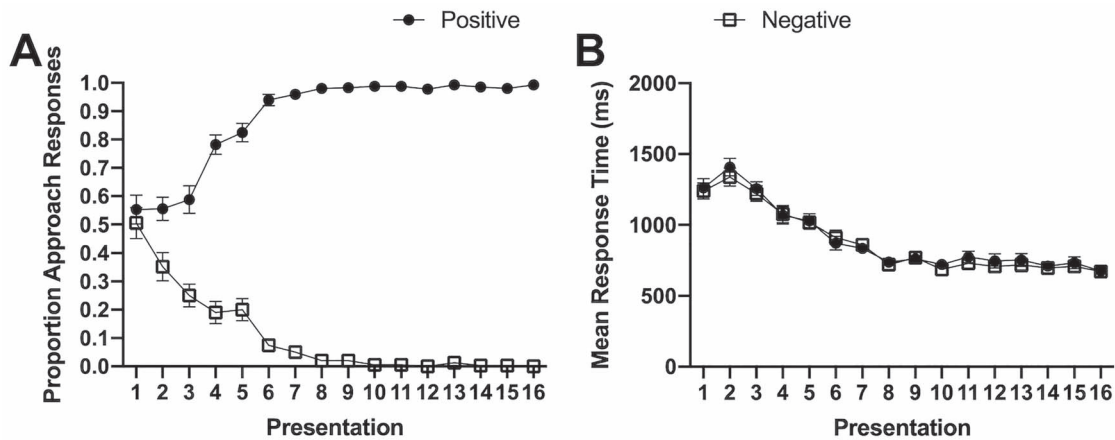 Positive
Negative
A
B
Proportion Approach Responses
1.0
0.9
0.8
0.7
0.6
0.5
0.4
0.3
0.2
0.1
0.0
1 2 3 4 5 6 7 8 9 10 11 12 13 14 15 16
Presentation
Mean Response Time (ms)
2000
1500
1000
500
0
1 2 3 4 5 6 7 8 9 10 11 12 13 14 15 16
Presentation